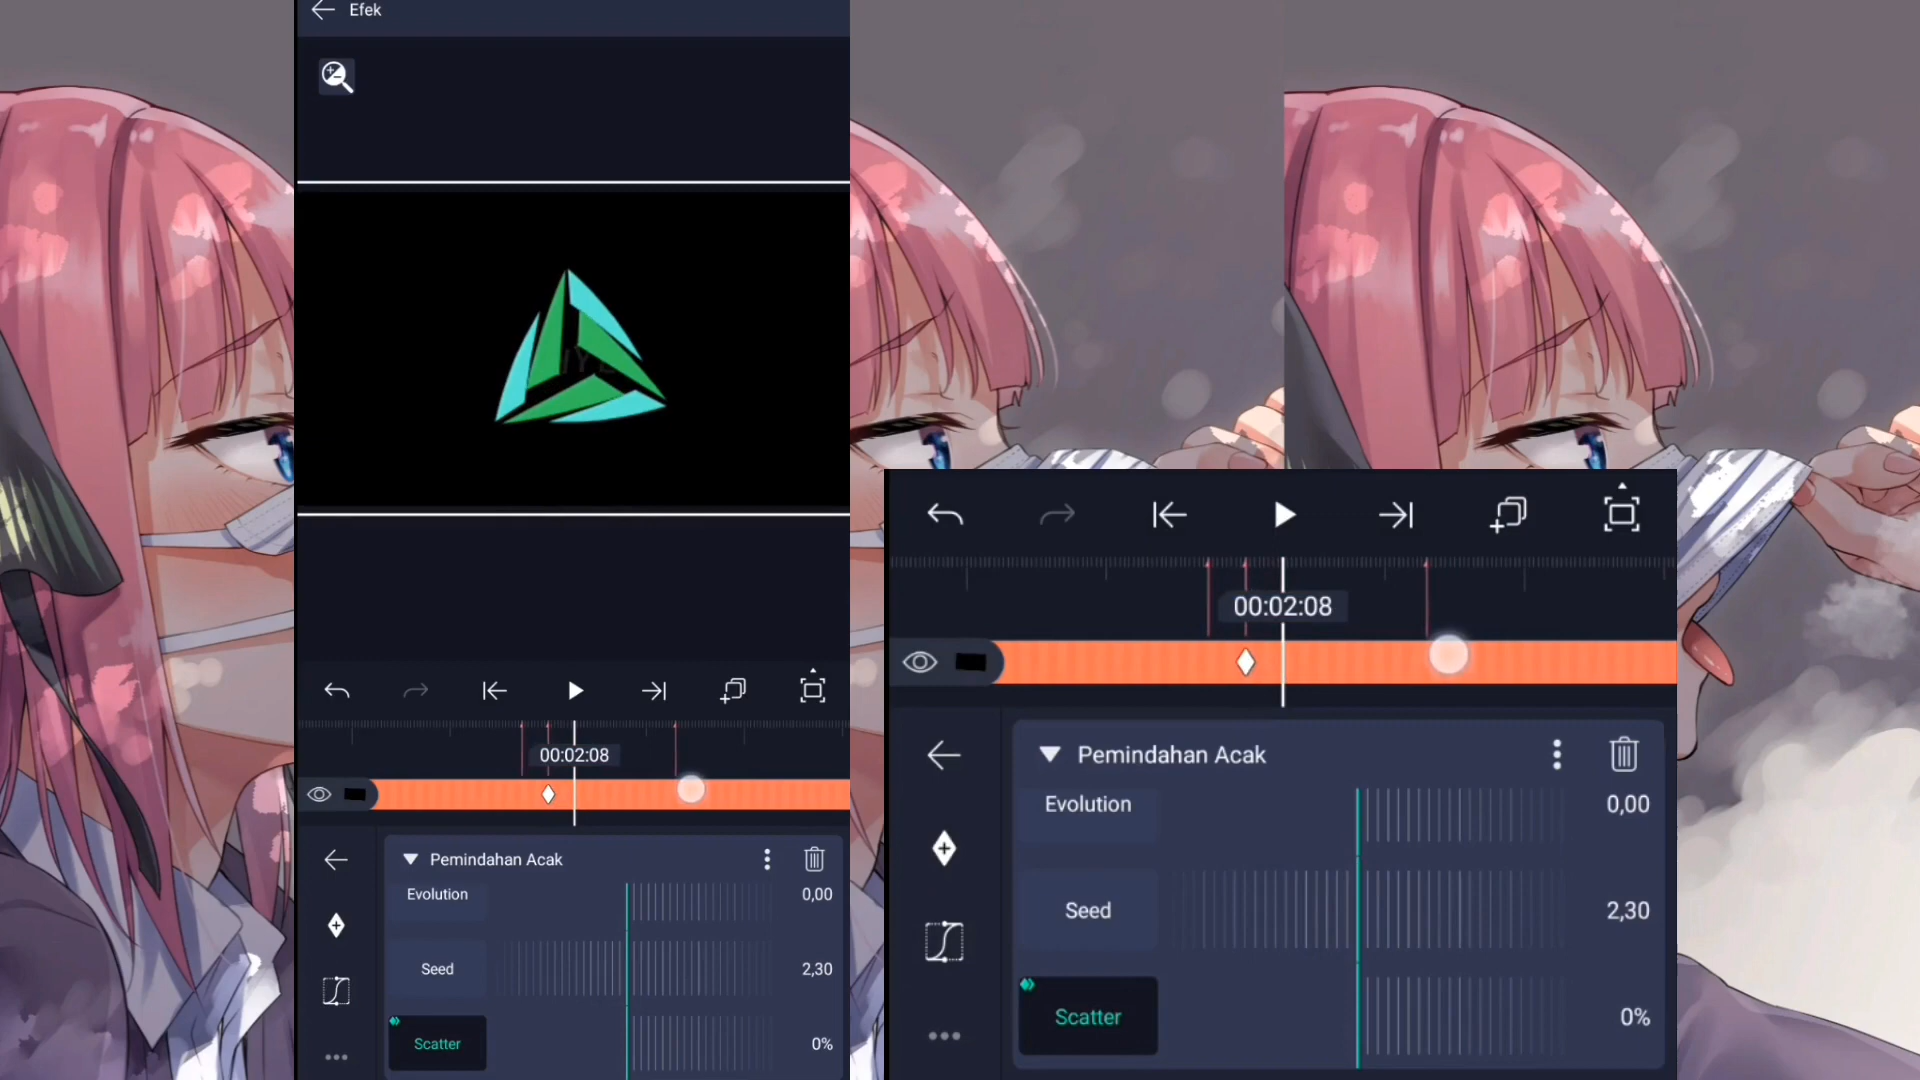 Efek
00:02:08
Pemindahan Acak
Evolution
0,00
Seed
2,30
Scatter
0%
00:02:08
Pemindahan Acak
Evolution
0,00
Seed
2,30
Scatter
0%